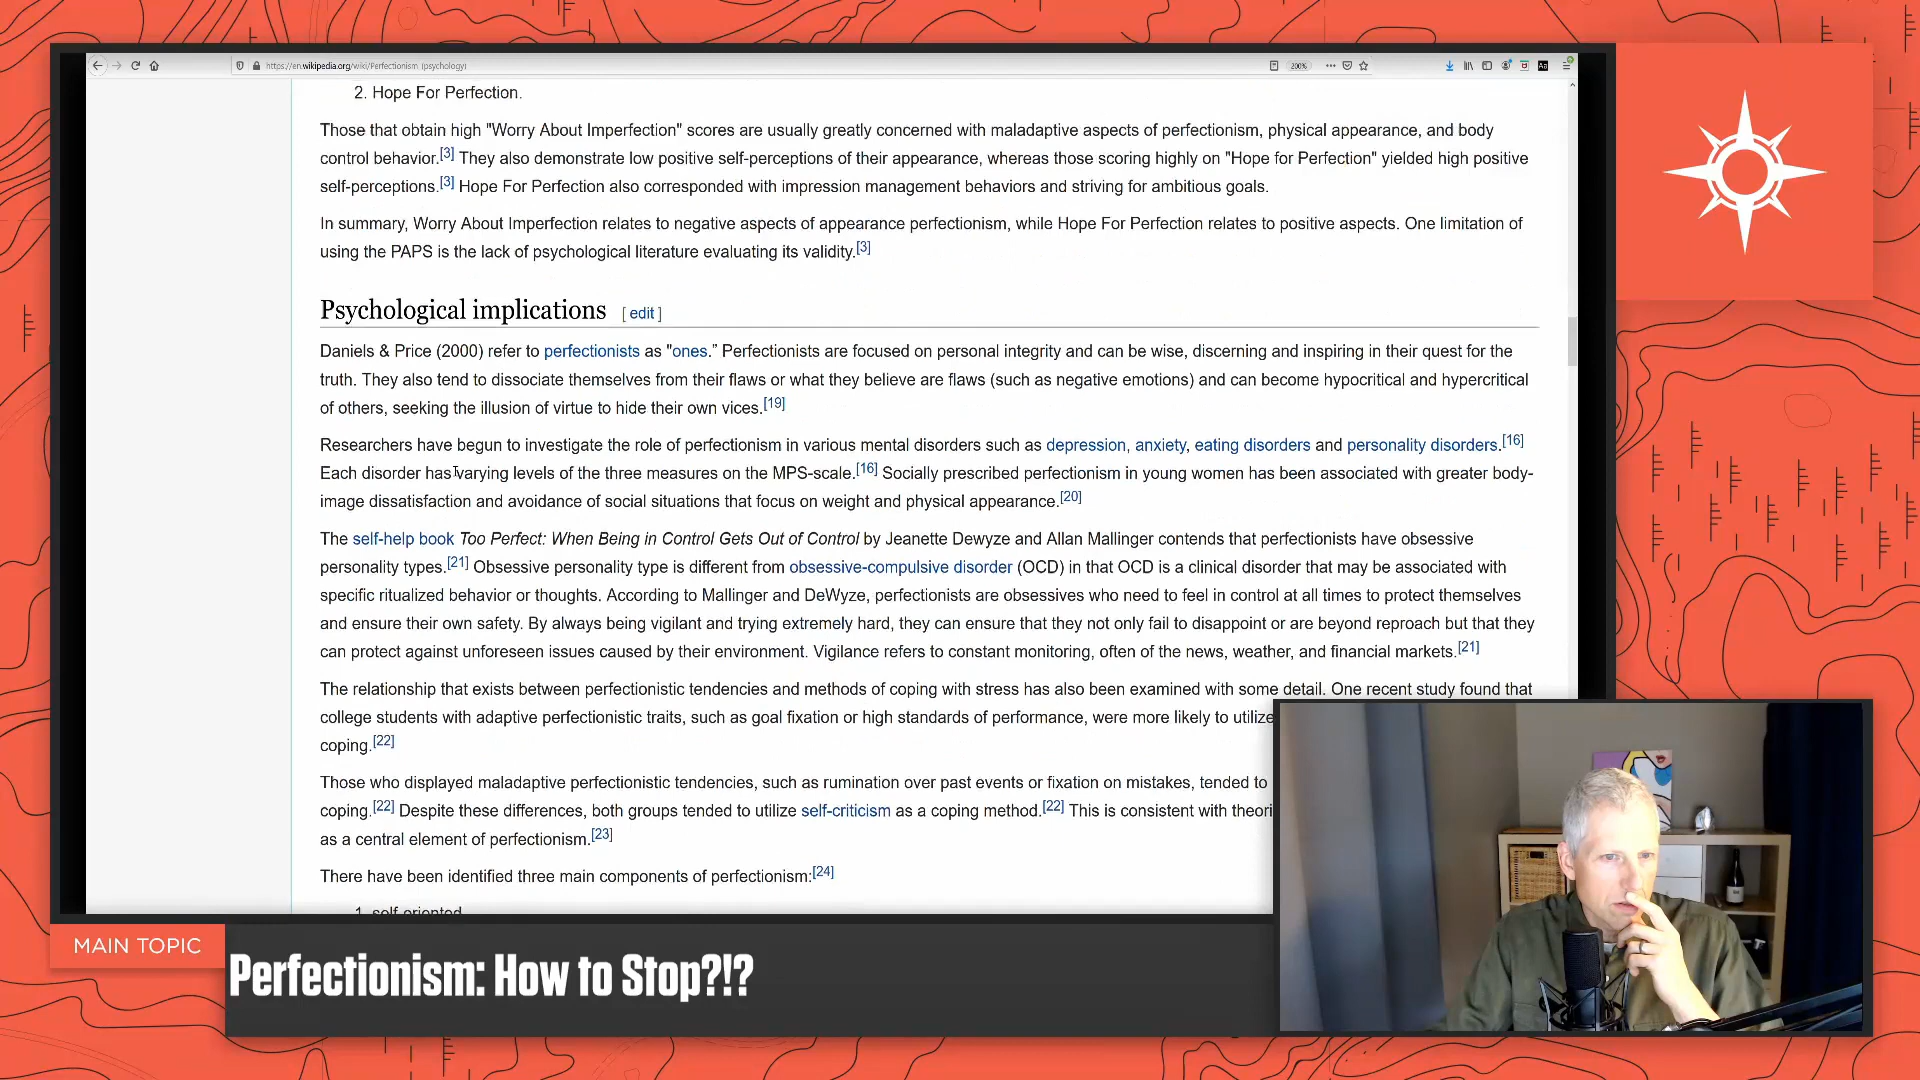 https://en.wikipedia.org/wiki/Perfectionism_(psychology)
200%
2. Hope For Perfection.
Those that obtain high "Worry About Imperfection" scores are usually greatly concerned with maladaptive aspects of perfectionism, physical appearance, and body
control behavior.[3] They also demonstrate low positive self-perceptions of their appearance, whereas those scoring highly on "Hope for Perfection" yielded high positive
self-perceptions.[3] Hope For Perfection also corresponded with impression management behaviors and striving for ambitious goals.
In summary, Worry About Imperfection relates to negative aspects of appearance perfectionism, while Hope For Perfection relates to positive aspects. One limitation of
using the PAPS is the lack of psychological literature evaluating its validity.[3]
Psychological implications [ edit ]
Daniels & Price (2000) refer to perfectionists as "ones." Perfectionists are focused on personal integrity and can be wise, discerning and inspiring in their quest for the
truth. They also tend to dissociate themselves from their flaws or what they believe are flaws (such as negative emotions) and can become hypocritical and hypercritical
of others, seeking the illusion of virtue to hide their own vices.[19]
Researchers have begun to investigate the role of perfectionism in various mental disorders such as depression, anxiety, eating disorders and personality disorders.[16]
Each disorder has varying levels of the three measures on the MPS-scale.[16] Socially prescribed perfectionism in young women has been associated with greater body-
image dissatisfaction and avoidance of social situations that focus on weight and physical appearance.[20]
The self-help book Too Perfect: When Being in Control Gets Out of Control by Jeanette Dewyze and Allan Mallinger contends that perfectionists have obsessive
personality types.[21] Obsessive personality type is different from obsessive-compulsive disorder (OCD) in that OCD is a clinical disorder that may be associated with
specific ritualized behavior or thoughts. According to Mallinger and DeWyze, perfectionists are obsessives who need to feel in control at all times to protect themselves
and ensure their own safety. By always being vigilant and trying extremely hard, they can ensure that they not only fail to disappoint or are beyond reproach but that they
can protect against unforeseen issues caused by their environment. Vigilance refers to constant monitoring, often of the news, weather, and financial markets.[21]
The relationship that exists between perfectionistic tendencies and methods of coping with stress has also been examined with some detail. One recent study found that
college students with adaptive perfectionistic traits, such as goal fixation or high standards of performance, were more likely to utilize
coping.[22]
Those who displayed maladaptive perfectionistic tendencies, such as rumination over past events or fixation on mistakes, tended to
coping.[22] Despite these differences, both groups tended to utilize self-criticism as a coping method.[22] This is consistent with theori
as a central element of perfectionism.[23]
There have been identified three main components of perfectionism:[24]
1. self-oriented
MAIN TOPIC
Perfectionism: How to Stop?!?